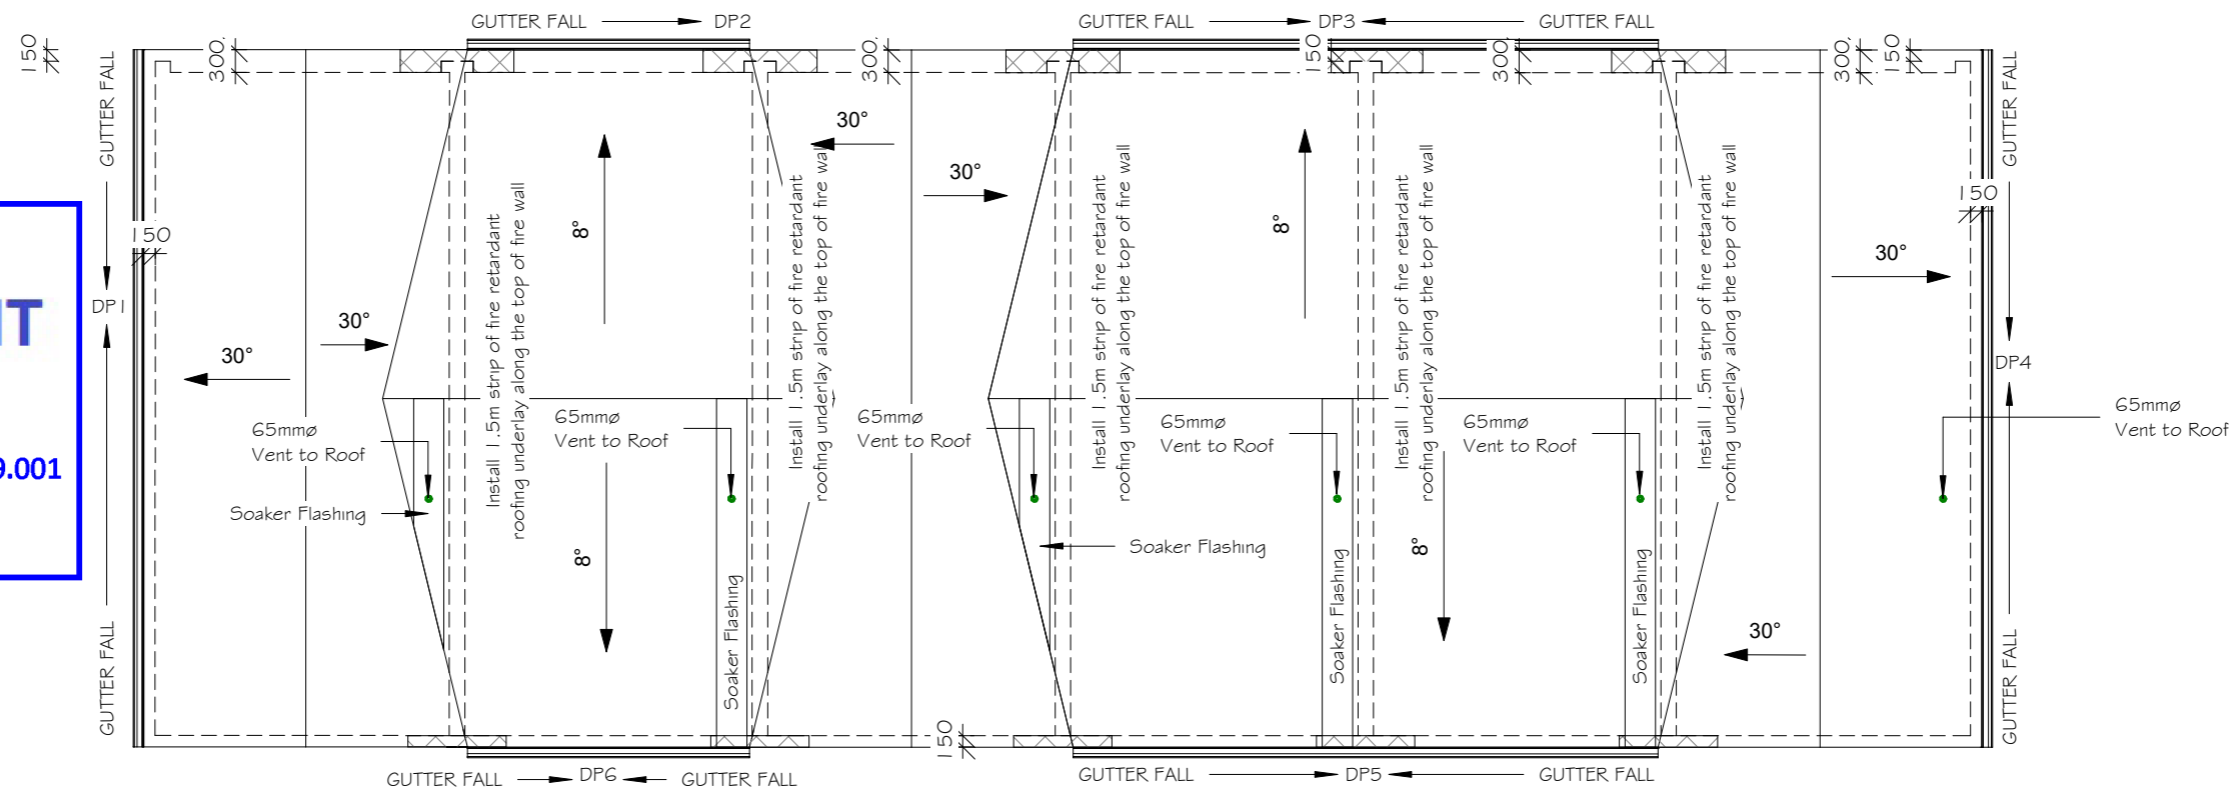 GUTTER FALL DP2
GUTTER FALL DP3 GUTTER FALL
150
300
300
150
300
300
150
GUTTER FALL
GUTTER FALL
30°
30°
150
150
8°
8°
30°
Install 1.5m strip of fire retardant
roofing underlay along the top of fire wall
Install 1.5m strip of fire retardant
roofing underlay along the top of fire wall
Install 1.5m strip of fire retardant
roofing underlay along the top of fire wall
Install 1.5m strip of fire retardant
roofing underlay along the top of fire wall
Install 1.5m strip of fire retardant
roofing underlay along the top of fire wall
DP1
T
30°
30°
DP4
65mmø
Vent to Roof
65mmø
Vent to Roof
65mmø
Vent to Roof
65mmø
Vent to Roof
65mmø
Vent to Roof
65mmø
Vent to Roof
9.001
Soaker Flashing
Soaker Flashing
8°
8°
Soaker Flashing
Soaker Flashing
Soaker Flashing
30°
GUTTER FALL
GUTTER FALL
150
GUTTER FALL DP6 GUTTER FALL
GUTTER FALL DP5 GUTTER FALL